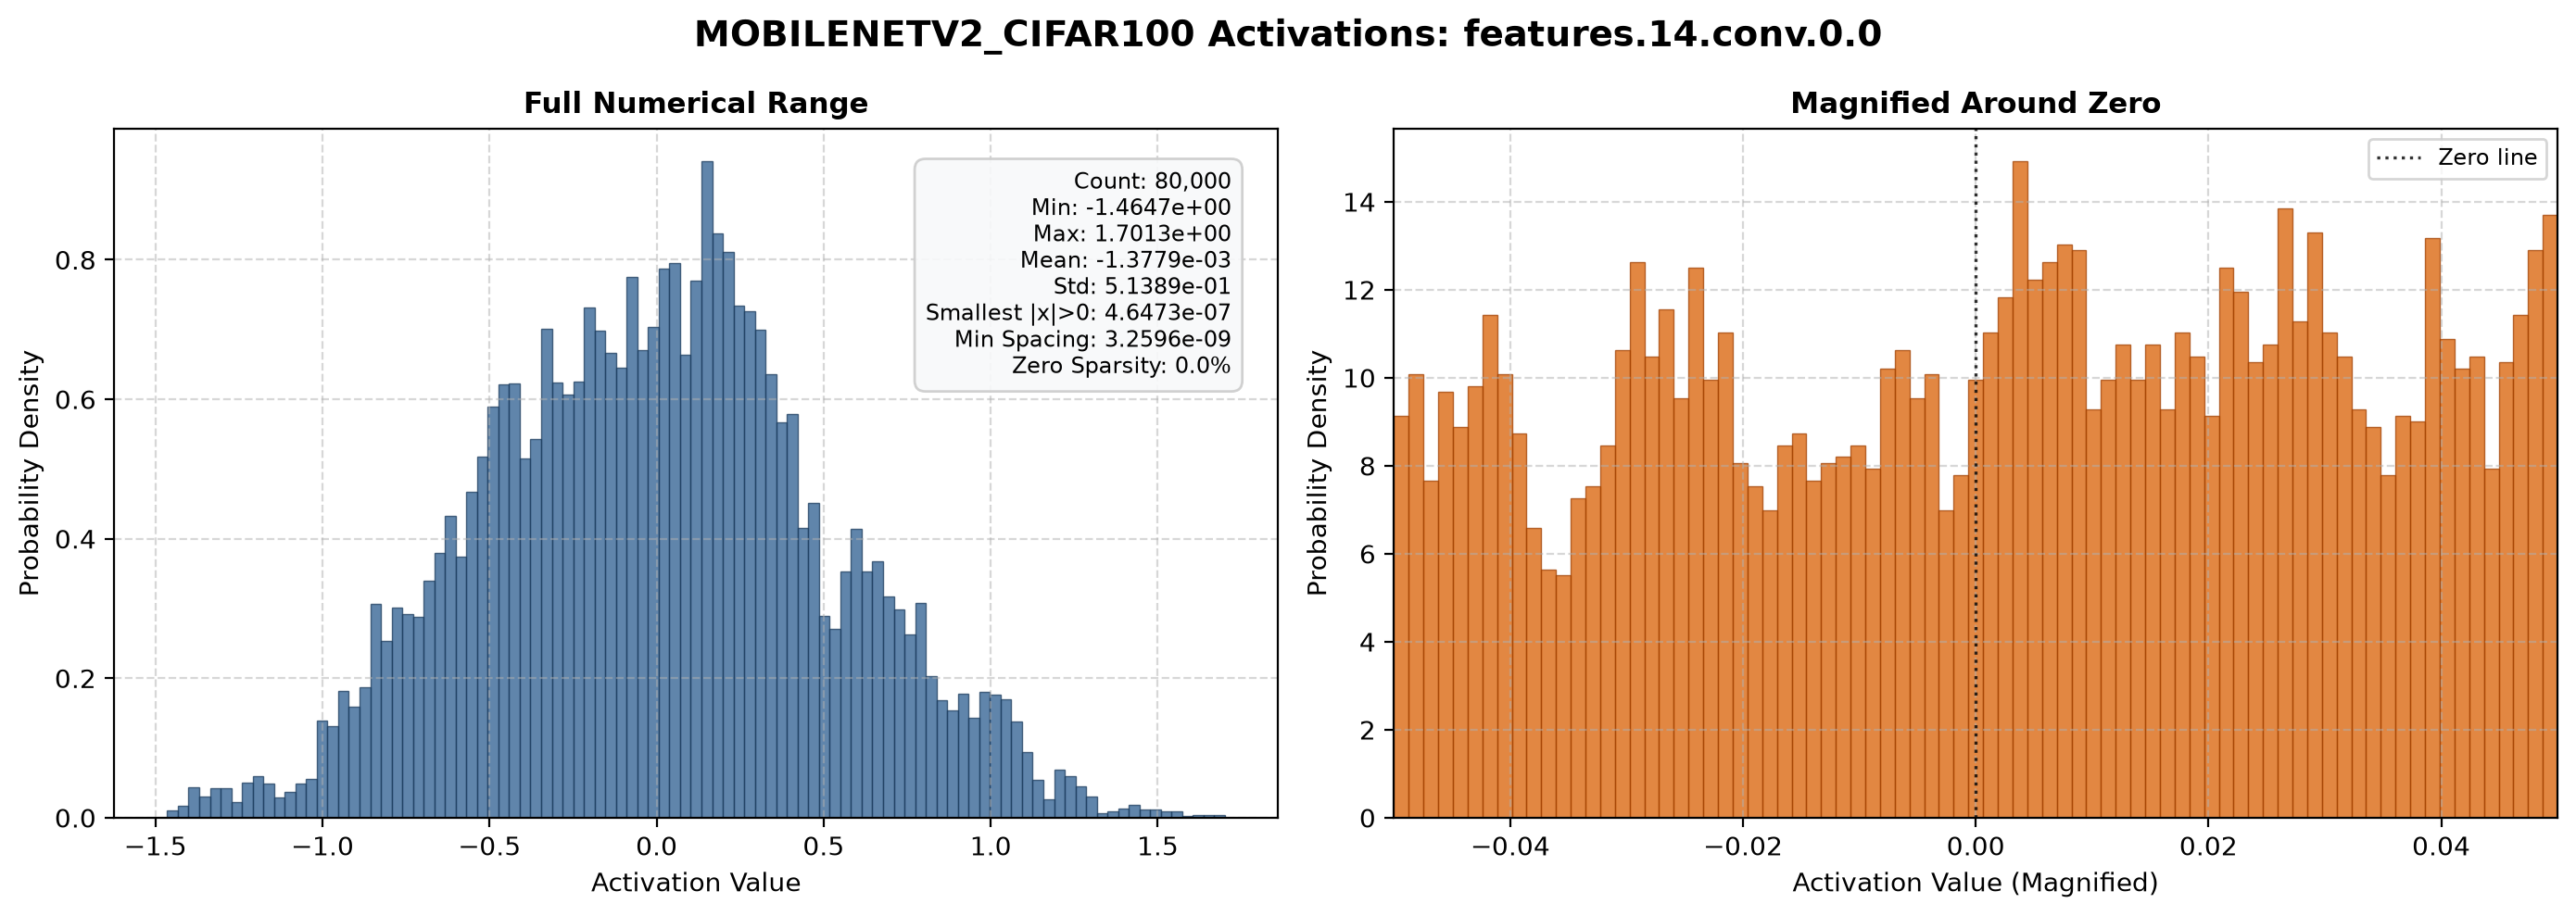 MOBILENETV2_CIFAR100 Activations: features.14.conv.0.0
Full Numerical Range
Probability Density
0.8
0.6
0.4
0.2
0.0
Count: 80,000
Min: -1.4647e+00
Max: 1.7013e+00
Mean: -1.3779e-03
Std: 5.1389e-01
Smallest |x|>0: 4.6473e-07
Min Spacing: 3.2596e-09
Zero Sparsity: 0.0%
−1.5 −1.0 −0.5 0.0 0.5 1.0 1.5
Activation Value
Magnified Around Zero
Probability Density
14
12
10
8
6
4
2
0
Zero line
−0.04 −0.02 0.00 0.02 0.04
Activation Value (Magnified)